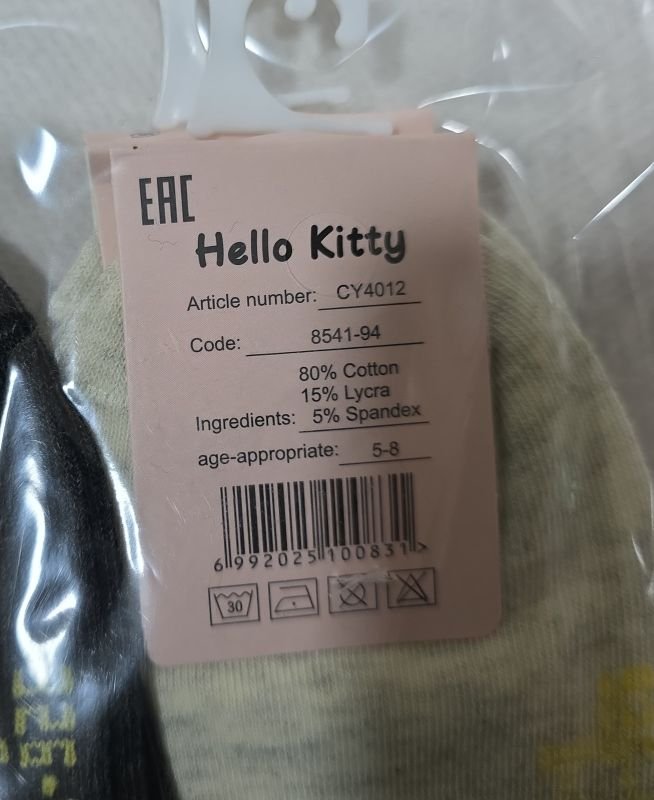 EAC
Hello Kitty
Article number: CY4012
Code: 8541-94
80% Cotton
15% Lycra
Ingredients: 5% Spandex
age-appropriate: 5-8
6 992025 100831 >
30